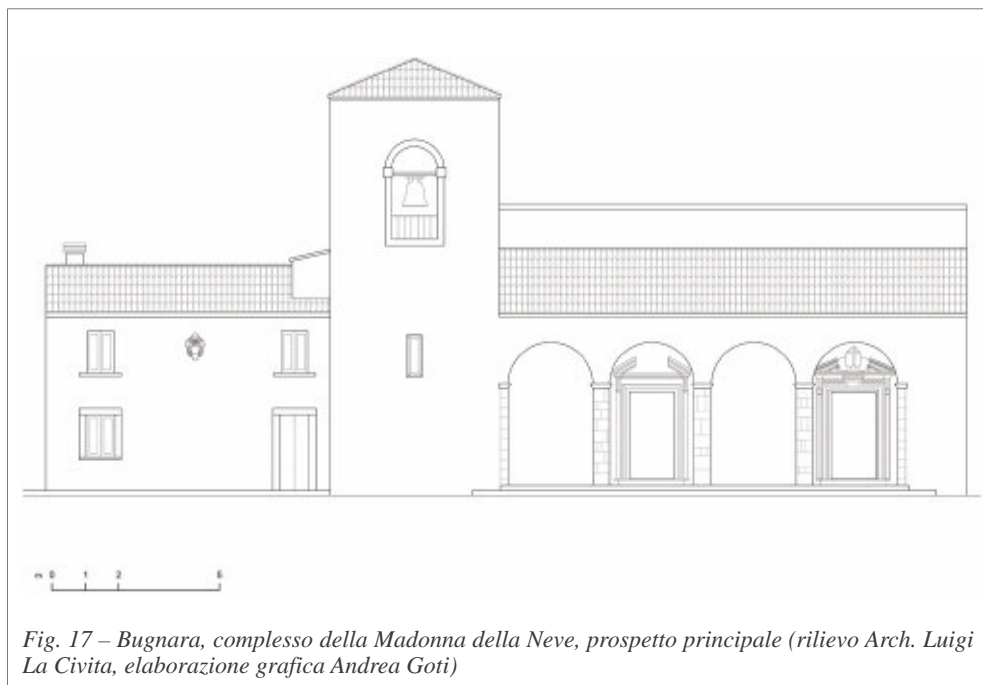 m 0 1 2 5
Fig. 17 – Bugnara, complesso della Madonna della Neve, prospetto principale (rilievo Arch. Luigi
La Civita, elaborazione grafica Andrea Goti)